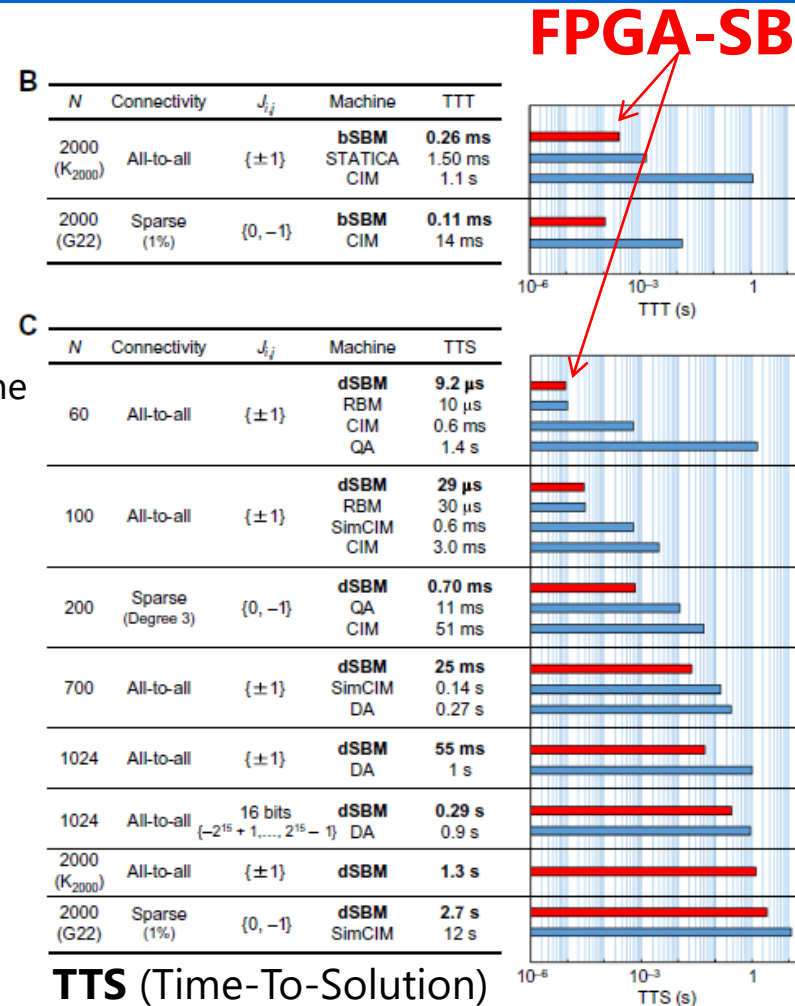 FPGA-SB
B
N Connectivity J_{i,j} Machine TTT
2000 (K_{2000}) All-to-all {±1} bSBM 0.26 ms
STATICA 1.50 ms
CIM 1.1 s
2000 (G22) Sparse (1%) {0, –1} bSBM 0.11 ms
CIM 14 ms
10^{–6} 10^{–3} 1
TTT (s)
C
N Connectivity J_{i,j} Machine TTS
ne
60 All-to-all {±1} dSBM 9.2 µs
RBM 10 µs
CIM 0.6 ms
QA 1.4 s
100 All-to-all {±1} dSBM 29 µs
RBM 30 µs
SimCIM 0.6 ms
CIM 3.0 ms
200 Sparse (Degree 3) {0, –1} dSBM 0.70 ms
QA 11 ms
CIM 51 ms
700 All-to-all {±1} dSBM 25 ms
SimCIM 0.14 s
DA 0.27 s
1024 All-to-all {±1} dSBM 55 ms
DA 1 s
1024 All-to-all 16 bits {–2^{15} + 1,..., 2^{15} – 1} dSBM 0.29 s
DA 0.9 s
2000 (K_{2000}) All-to-all {±1} dSBM 1.3 s
2000 (G22) Sparse (1%) {0, –1} dSBM 2.7 s
SimCIM 12 s
10^{–6} 10^{–3} 1
TTS (s)
TTS (Time-To-Solution)